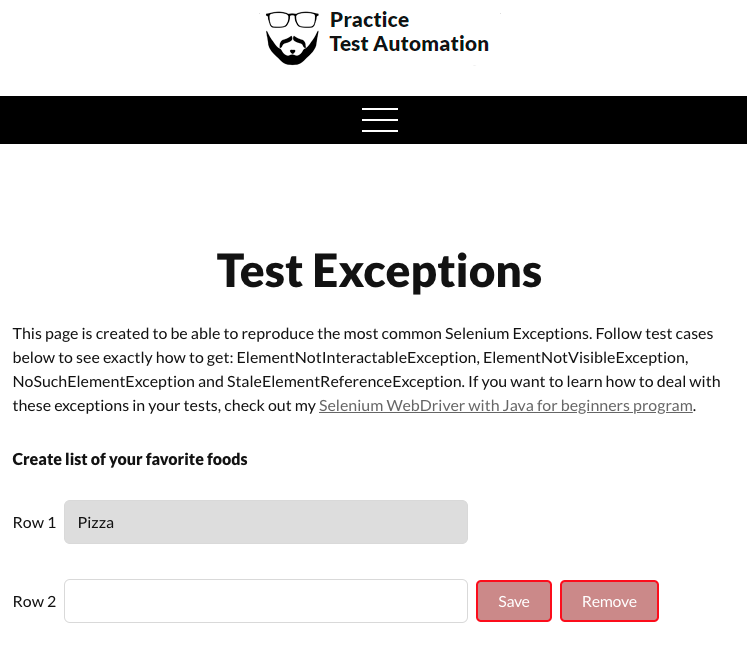 Practice
Test Automation
Test Exceptions
This page is created to be able to reproduce the most common Selenium Exceptions. Follow test cases
below to see exactly how to get: ElementNotInteractableException, ElementNotVisibleException,
NoSuchElementException and StaleElementReferenceException. If you want to learn how to deal with
these exceptions in your tests, check out my Selenium WebDriver with Java for beginners program.
Create list of your favorite foods
Row 1 Pizza
Row 2 Save Remove